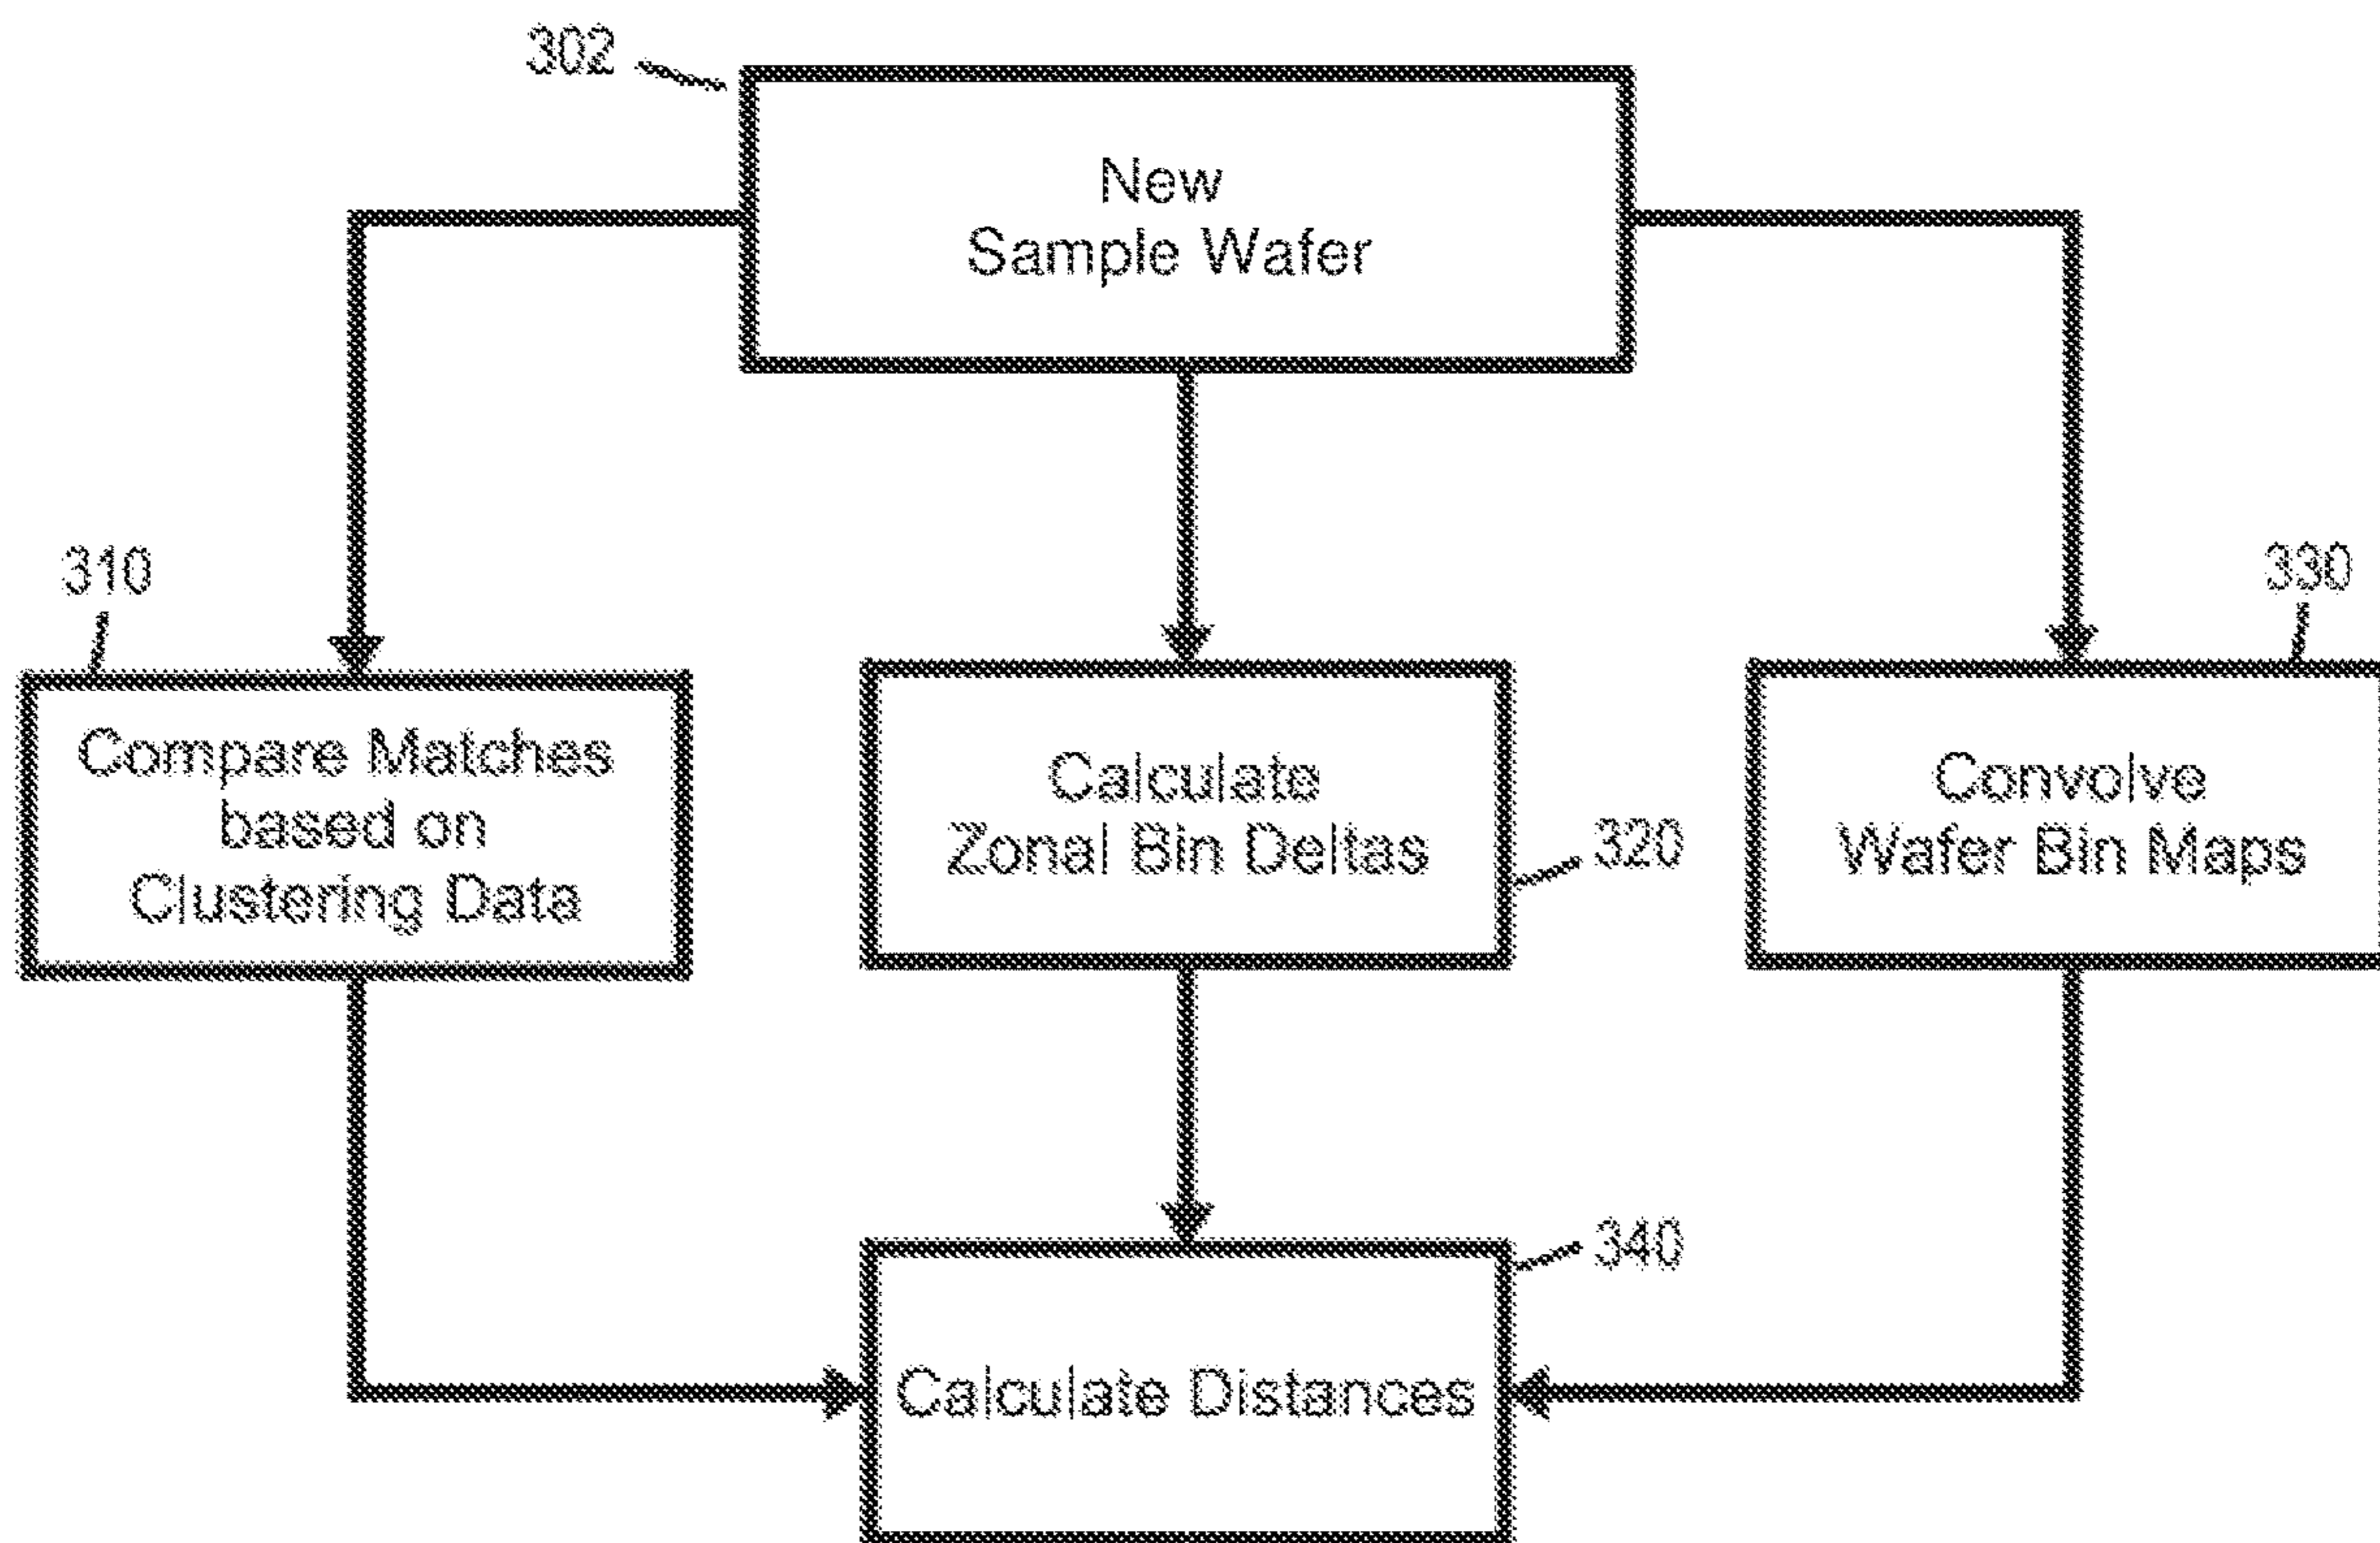 302
New
Sample Wafer
310
330
Compare Matches
based on
Clustering Data
Calculate
Zonal Bin Deltas
320
Convolve
Wafer Bin Maps
340
Calculate Distances